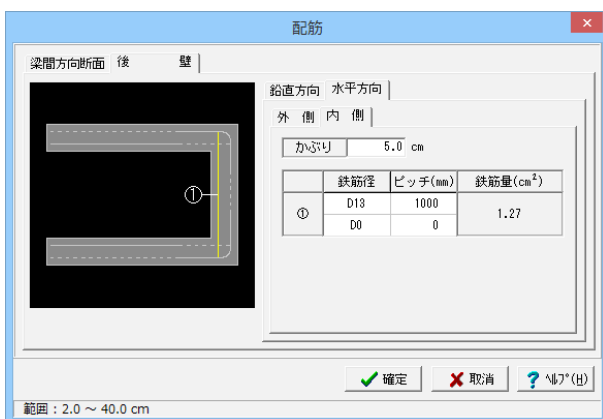 配筋
梁間方向断面 後 壁
鉛直方向 水平方向
外 側 内 側
かぶり 5.0 cm
鉄筋径 ピッチ(mm) 鉄筋量(cm²)
① D13 1000 1.27
D0 0
①
確定 取消 ヘルプ(H)
範囲 : 2.0 ～ 40.0 cm